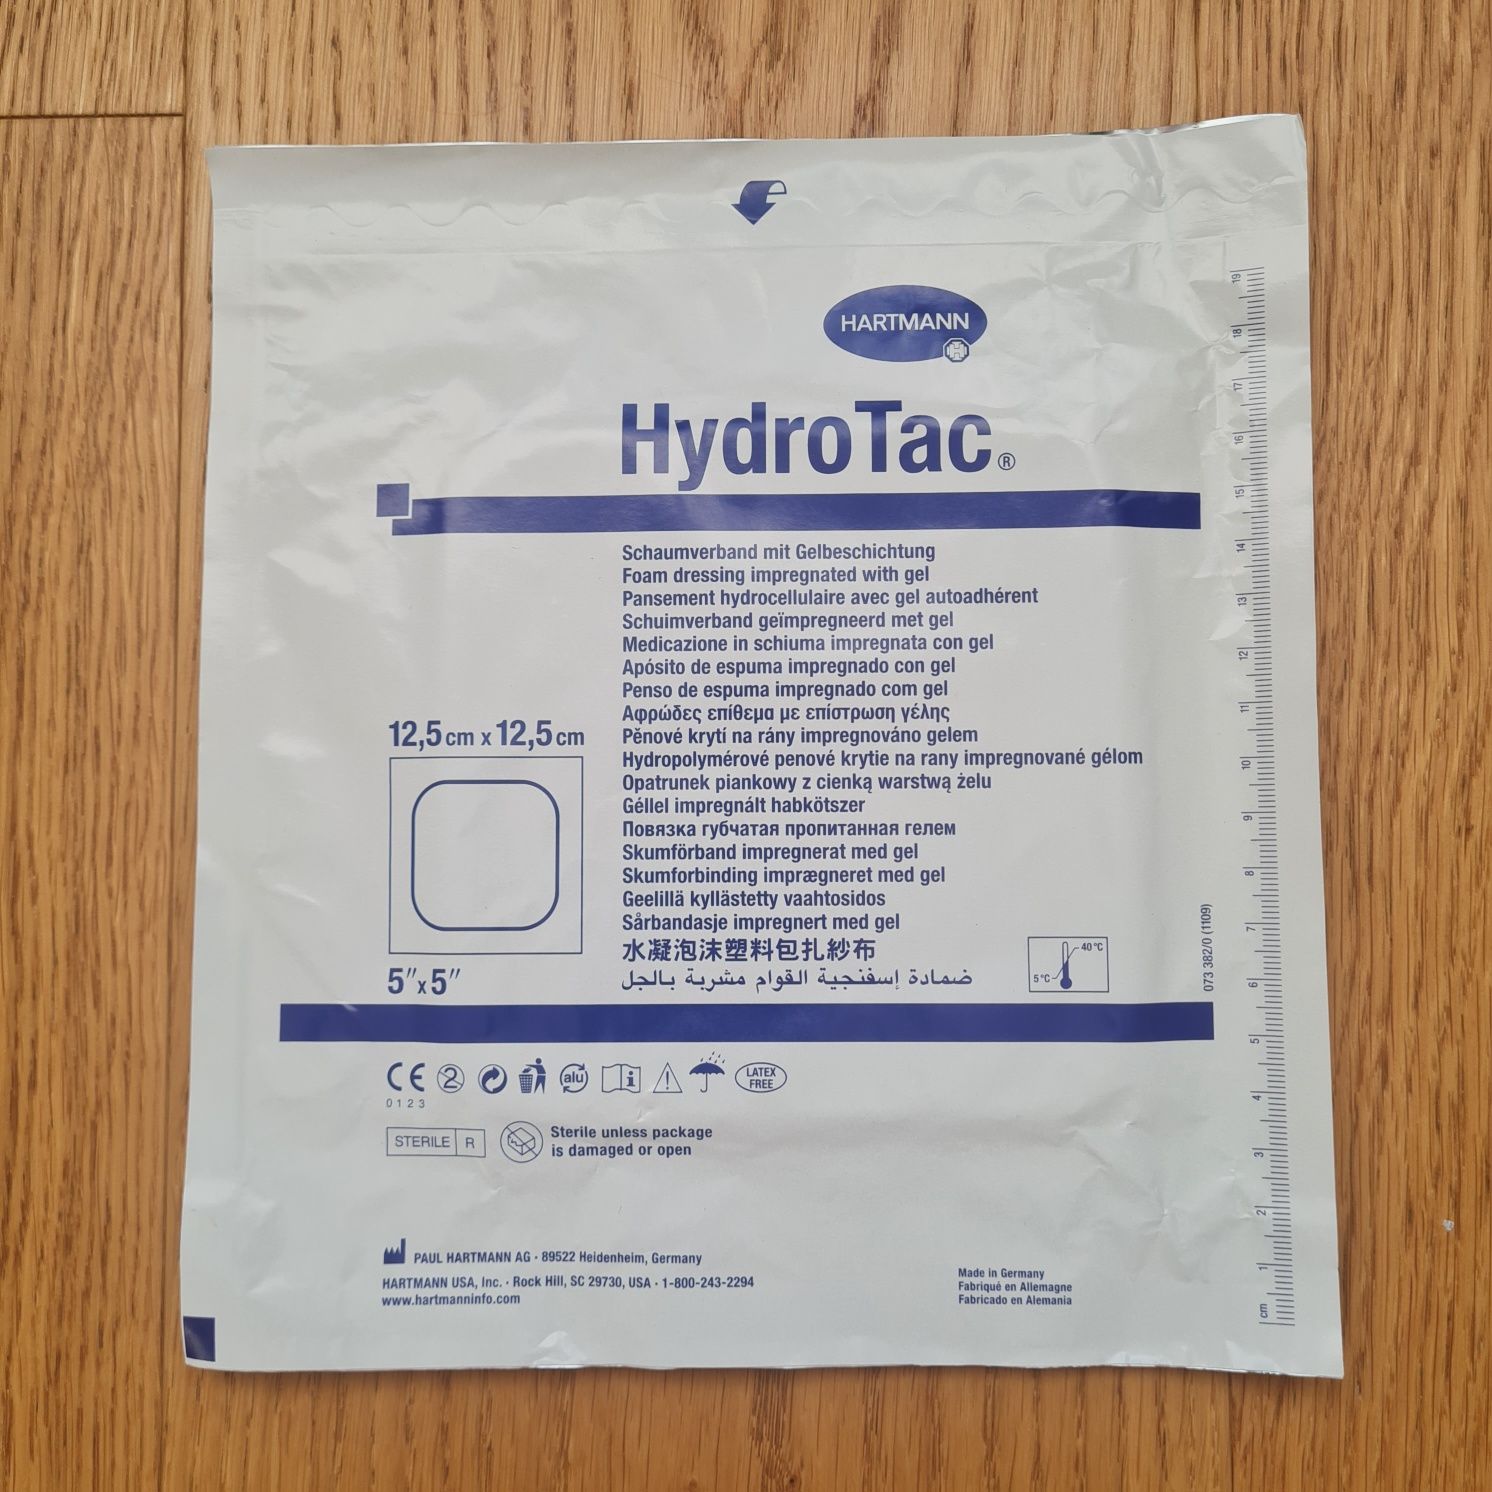 HARTMANN
HydroTac®
Schaumverband mit Gelbeschichtung
Foam dressing impregnated with gel
Pansement hydrocellulaire avec gel autoadhérent
Schuimverband geïmpregneerd met gel
Medicazione in schiuma impregnata con gel
Apósito de espuma impregnado con gel
Penso de espuma impregnado com gel
Αφρώδες επίθεμα με επίστρωση γέλης
Pěnové krytí na rány impregnováno gelem
Hydropolymérové penové krytie na rany impregnované gélom
Opatrunek piankowy z cienką warstwą żelu
Géllel impregnált habkötszer
Повязка губчатая пропитанная гелем
Skumförband impregnerat med gel
Skumforbinding imprægneret med gel
Geelillä kyllästetty vaahtosidos
Sårbandasje impregnert med gel
水凝泡沫塑料包扎紗布
ضمادة إسفنجية القوام مشربة بالجل
12,5 cm x 12,5 cm
5″x 5″
40 °C
5 °C
073 382/0 (1109)
19
18
17
16
15
14
13
12
11
10
9
8
7
6
5
4
3
2
1
cm
CE
0123
2
alu
i
!
LATEX
FREE
STERILE R
Sterile unless package
is damaged or open
PAUL HARTMANN AG · 89522 Heidenheim, Germany
HARTMANN USA, Inc. · Rock Hill, SC 29730, USA · 1-800-243-2294
www.hartmanninfo.com
Made in Germany
Fabriqué en Allemagne
Fabricado en Alemania